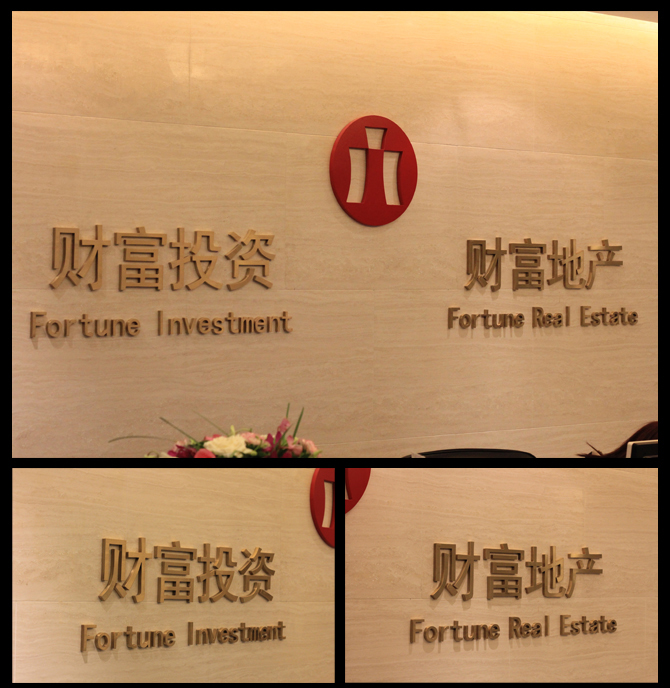 财富投资
Fortune Investment
财富地产
Fortune Real Estate
财富投资
Fortune Investment
财富地产
Fortune Real Estate